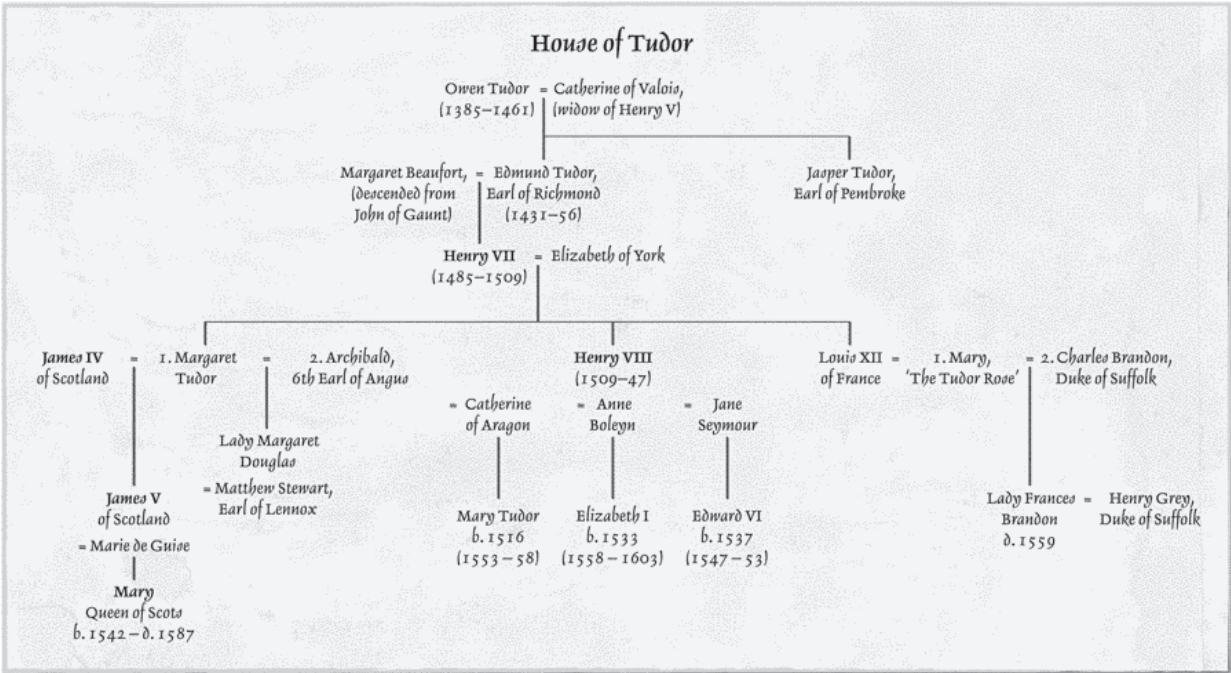 House of Tudor
Owen Tudor = Catherine of Valois,
(1385–1461) (widow of Henry V)
Margaret Beaufort, = Edmund Tudor,
(descended from Earl of Richmond
John of Gaunt) (1431–56)
Jasper Tudor,
Earl of Pembroke
Henry VII = Elizabeth of York
(1485–1509)
James IV = 1. Margaret = 2. Archibald,
of Scotland Tudor 6th Earl of Angus
Henry VIII
(1509–47)
Louis XII = 1. Mary, = 2. Charles Brandon,
of France 'The Tudor Rose' Duke of Suffolk
= Catherine = Anne = Jane
of Aragon Boleyn Seymour
Lady Margaret
Douglas
= Matthew Stewart,
Earl of Lennox
James V
of Scotland
= Marie de Guise
Mary
Queen of Scots
b. 1542 – d. 1587
Mary Tudor
b. 1516
(1553 – 58)
Elizabeth I
b. 1533
(1558 – 1603)
Edward VI
b. 1537
(1547 – 53)
Lady Frances = Henry Grey,
Brandon Duke of Suffolk
d. 1559